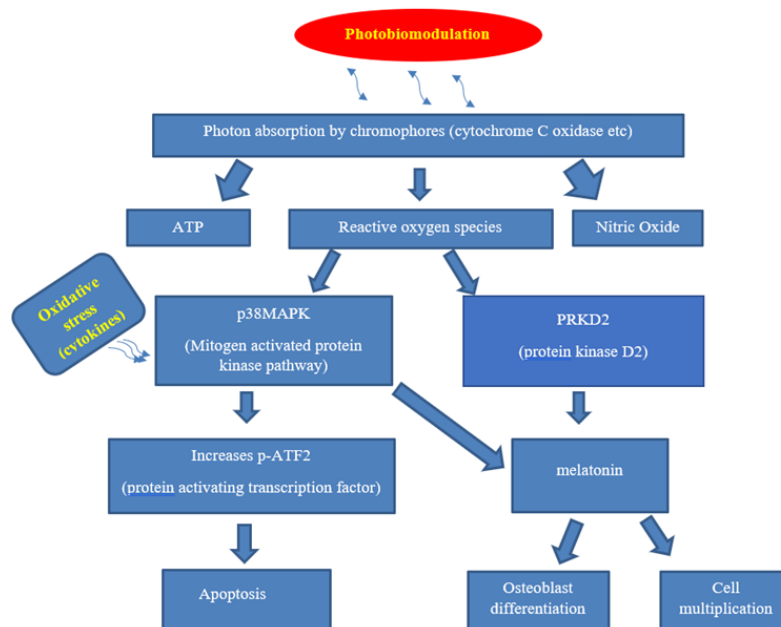 Photobiomodulation
Photon absorption by chromophores (cytochrome C oxidase etc)
ATP
Reactive oxygen species
Nitric Oxide
Oxidative
stress
(cytokines)
p38MAPK
(Mitogen activated protein
kinase pathway)
PRKD2
(protein kinase D2)
Increases p-ATF2
(protein activating transcription factor)
melatonin
Apoptosis
Osteoblast
differentiation
Cell
multiplication